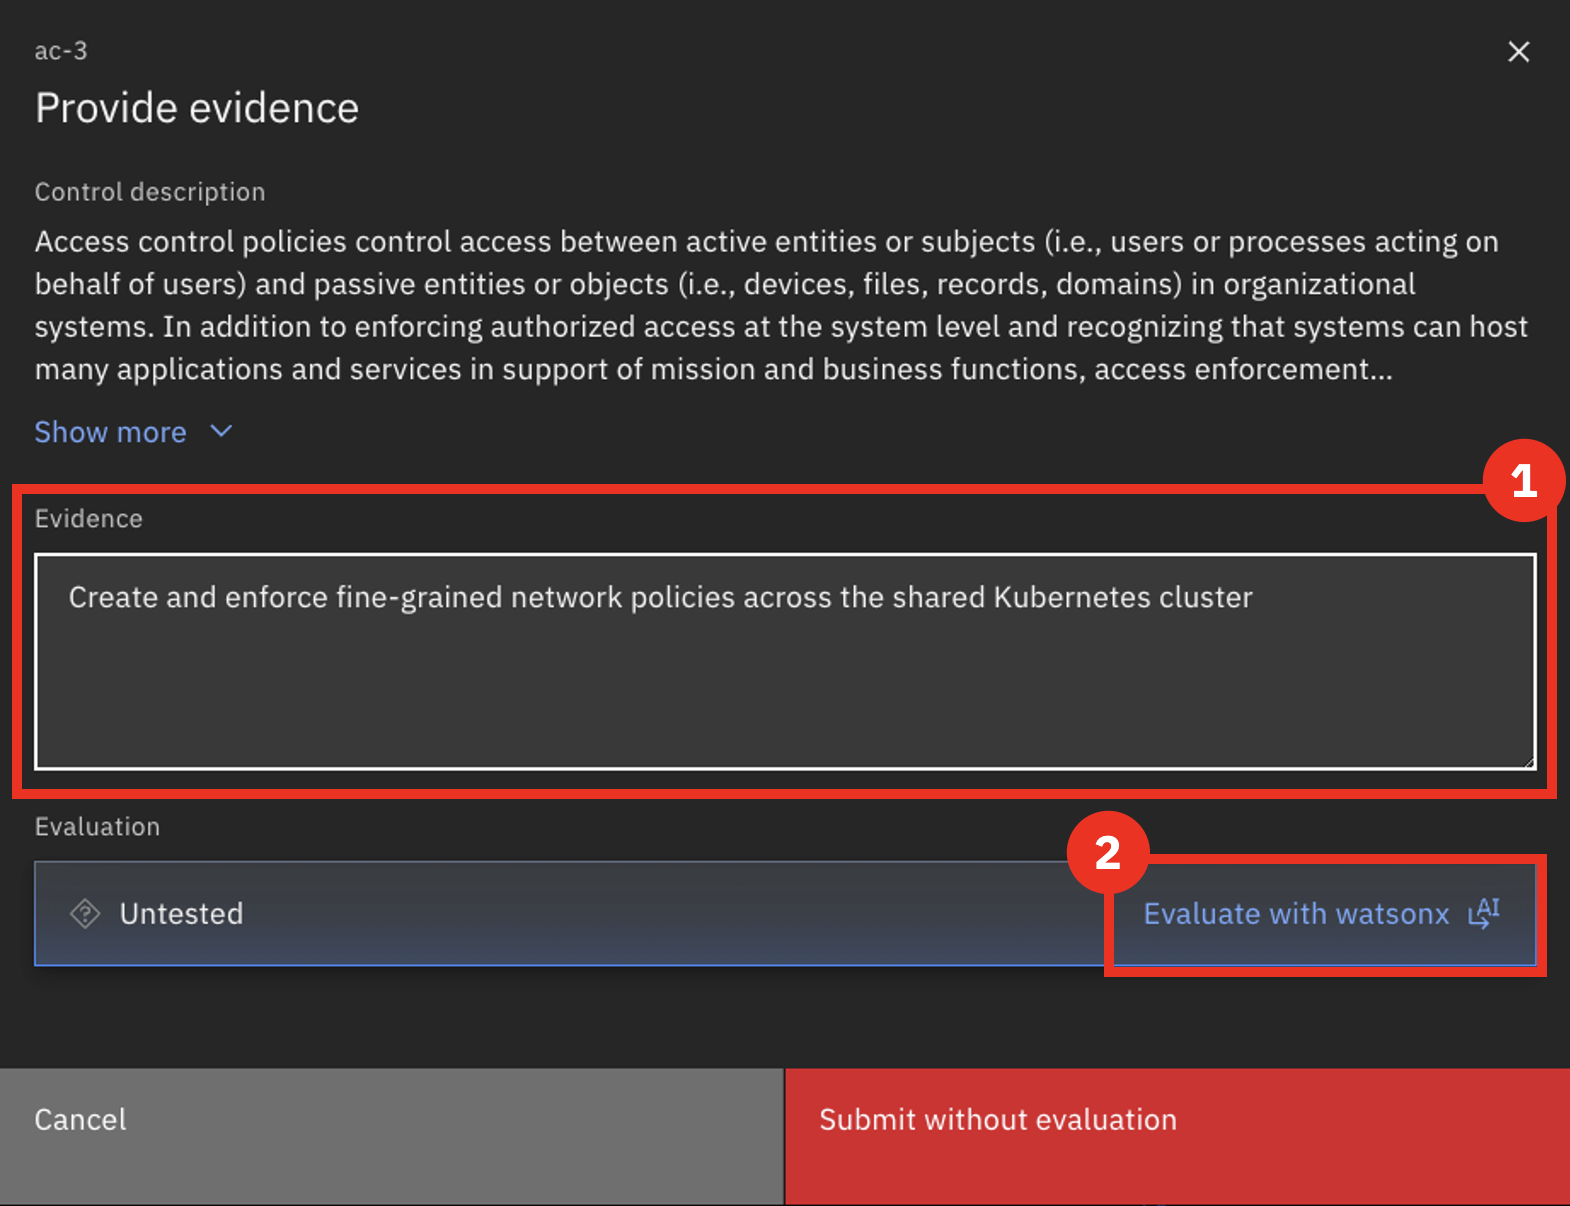 ac-3
Provide evidence
Control description
Access control policies control access between active entities or subjects (i.e., users or processes acting on
behalf of users) and passive entities or objects (i.e., devices, files, records, domains) in organizational
systems. In addition to enforcing authorized access at the system level and recognizing that systems can host
many applications and services in support of mission and business functions, access enforcement...
Show more
1
Evidence
Create and enforce fine-grained network policies across the shared Kubernetes cluster
Evaluation
2
Untested
Evaluate with watsonx AI
Cancel
Submit without evaluation